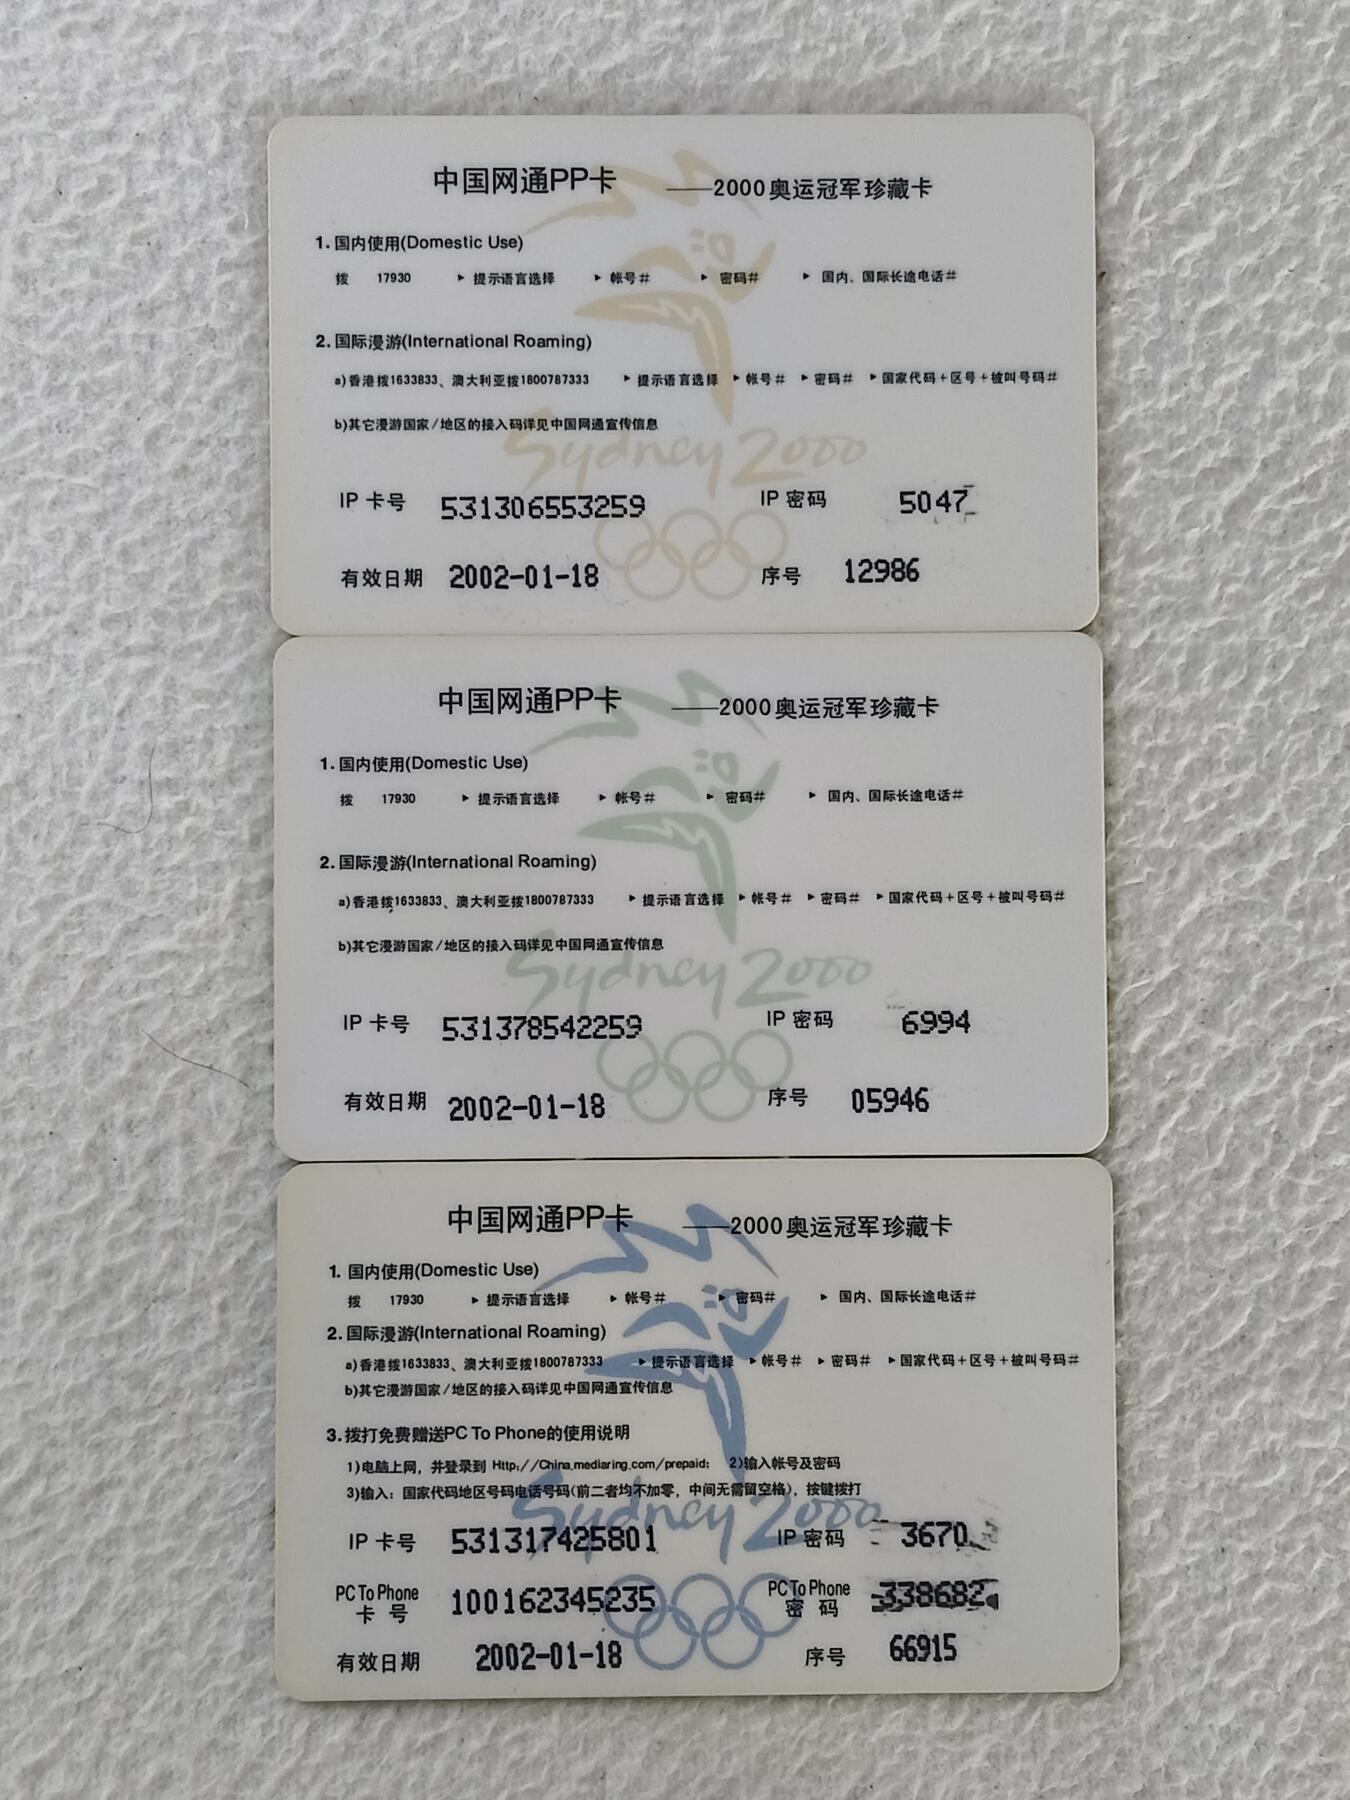 中国网通PP卡 ——2000奥运冠军珍藏卡
1. 国内使用(Domestic Use)
拨 17930 ▸ 提示语言选择 ▸ 帐号# ▸ 密码# ▸ 国内、国际长途电话#
2. 国际漫游(International Roaming)
a)香港拨1633833、澳大利亚拨1800787333 ▸ 提示语言选择 ▸ 帐号# ▸ 密码# ▸ 国家代码+区号+被叫号码#
b)其它漫游国家/地区的接入码详见中国网通宣传信息
Sydney 2000
IP 卡号 531306553259 IP 密码 5047
有效日期 2002-01-18 序号 12986
中国网通PP卡 ——2000奥运冠军珍藏卡
1. 国内使用(Domestic Use)
拨 17930 ▸ 提示语言选择 ▸ 帐号# ▸ 密码# ▸ 国内、国际长途电话#
2. 国际漫游(International Roaming)
a)香港拨1633833、澳大利亚拨1800787333 ▸ 提示语言选择 ▸ 帐号# ▸ 密码# ▸ 国家代码+区号+被叫号码#
b)其它漫游国家/地区的接入码详见中国网通宣传信息
Sydney 2000
IP 卡号 531378542259 IP 密码 6994
有效日期 2002-01-18 序号 05946
中国网通PP卡 ——2000奥运冠军珍藏卡
1. 国内使用(Domestic Use)
拨 17930 ▸ 提示语言选择 ▸ 帐号# ▸ 密码# ▸ 国内、国际长途电话#
2. 国际漫游(International Roaming)
a)香港拨1633833、澳大利亚拨1800787333 ▸ 提示语言选择 ▸ 帐号# ▸ 密码# ▸ 国家代码+区号+被叫号码#
b)其它漫游国家/地区的接入码详见中国网通宣传信息
3. 拨打免费赠送PC To Phone的使用说明
1)电脑上网，并登录到 Http://China.mediaring.com/prepaid; 2)输入帐号及密码
3)输入：国家代码地区号码电话号码(前二者均不加零，中间无需留空格)，按键拨打
Sydney 2000
IP 卡号 531317425801 IP 密码 3670
PC To Phone 卡号 100162345235 PC To Phone 密码 338682
有效日期 2002-01-18 序号 66915